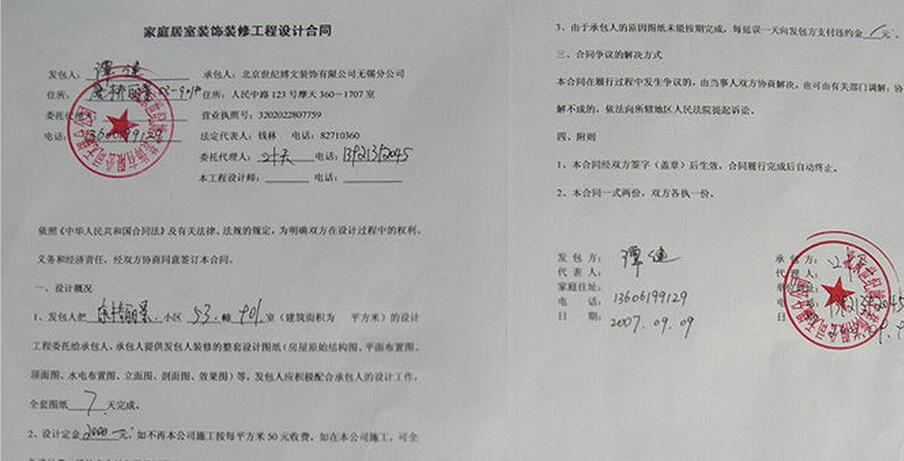 家庭居室装饰装修工程设计合同
发包人：谭建 承包人：北京世纪博文装饰有限公司无锡分公司
住所： 丽景53-901# 住所：人民中路123号摩天360—1707室
委托代理人： 营业执照号：3202022807759
电话：13606199129 法定代表人：钱林 电话：82710360
委托代理人： 电话：13921392045
本工程设计师： 电话：
依照《中华人民共和国合同法》及有关法律、法规的规定，为明确双方在设计过程中的权利、
义务和经济责任，经双方协商同意签订本合同。
一、设计概况
1、发包人把 丽景 小区 53 幢 901 室（建筑面积为 平方米）的设计
工程委托给承包人、承包人提供发包人装修的整套设计图纸(房屋原始结构图、平面布置图、
顶面图、水电布置图、立面图、剖面图、效果图）等，发包人应积极配合承包人的设计工作，
全套图纸 7 天完成。
2、设计定金 2000 元；如不再本公司施工按每平方米50元收费，如在本公司施工，可全
3、由于承包人的原因图纸未能按期完成，每延误一天向发包方支付违约金 元
三、合同争议的解决方式
本合同在履行过程中发生争议的，由当事人双方协商解决，也可由有关部门调解；协
解不成的，依法向所辖地区人民法院提起诉讼。
四、附则
1、本合同经双方签字（盖章）后生效，合同履行完成后自动终止。
2、本合同一式两份，双方各执一份。
发包方：谭建 承包方：
代表人： 代理人：
家庭住址：
电话：13606199129
日期：2007.09.09